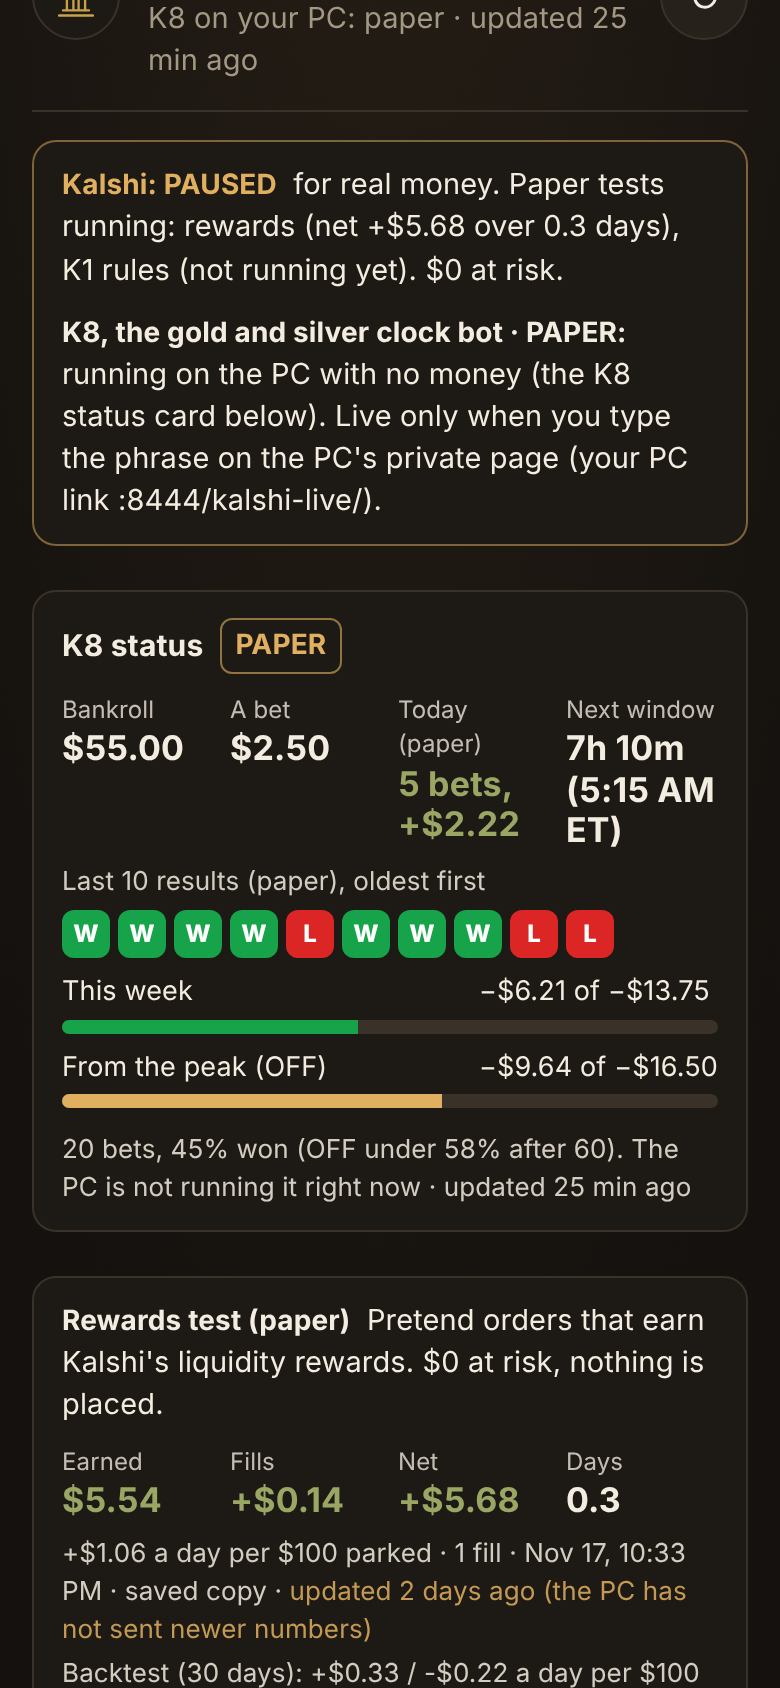 K8 on your PC: paper · updated 25
min ago
Kalshi: PAUSED for real money. Paper tests
running: rewards (net +$5.68 over 0.3 days),
K1 rules (not running yet). $0 at risk.
K8, the gold and silver clock bot · PAPER:
running on the PC with no money (the K8
status card below). Live only when you type
the phrase on the PC's private page (your PC
link :8444/kalshi-live/).
K8 status PAPER
Bankroll
$55.00
A bet
$2.50
Today
(paper)
5 bets,
+$2.22
Next window
7h 10m
(5:15 AM
ET)
Last 10 results (paper), oldest first
W W W W L W W W L L
This week −$6.21 of −$13.75
From the peak (OFF) −$9.64 of −$16.50
20 bets, 45% won (OFF under 58% after 60). The
PC is not running it right now · updated 25 min ago
Rewards test (paper) Pretend orders that earn
Kalshi's liquidity rewards. $0 at risk, nothing is
placed.
Earned
$5.54
Fills
+$0.14
Net
+$5.68
Days
0.3
+$1.06 a day per $100 parked · 1 fill · Nov 17, 10:33
PM · saved copy · updated 2 days ago (the PC has
not sent newer numbers)
Backtest (30 days): +$0.33 / -$0.22 a day per $100